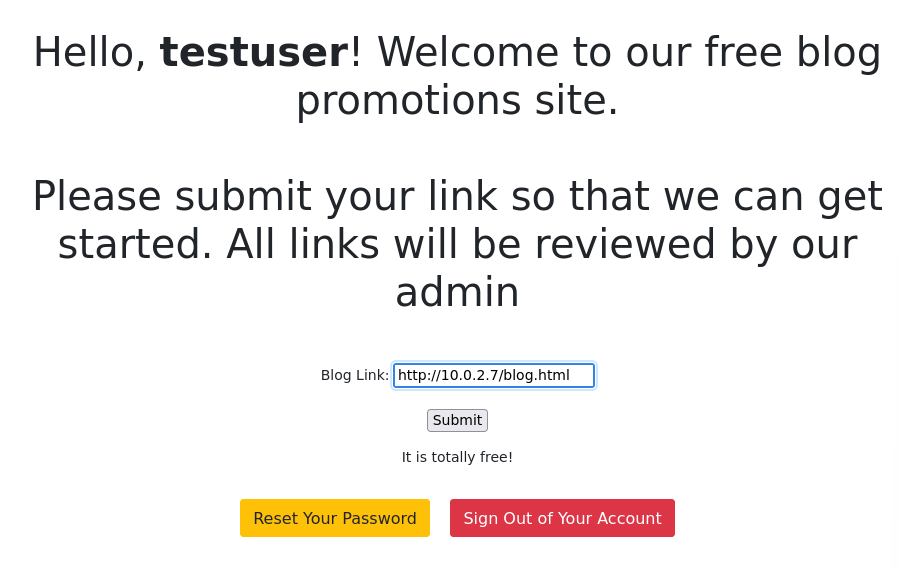 Hello, testuser! Welcome to our free blog
promotions site.
Please submit your link so that we can get
started. All links will be reviewed by our
admin
Blog Link: http://10.0.2.7/blog.html
Submit
It is totally free!
Reset Your Password Sign Out of Your Account